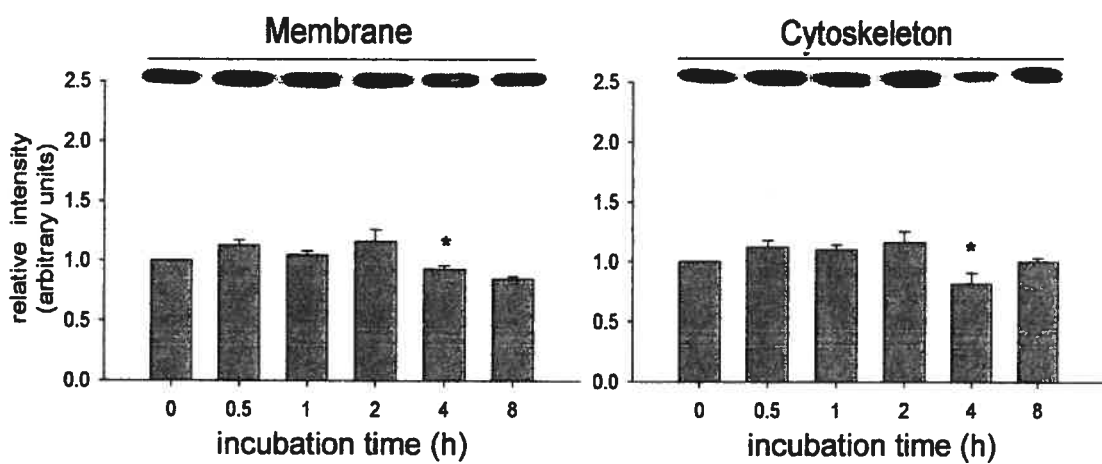 Membrane
Cytoskeleton
relative intensity
(arbitrary units)
2.5
2.0
1.5
1.0
0.5
0.0
*
0 0.5 1 2 4 8
incubation time (h)
2.5
2.0
1.5
1.0
0.5
0.0
*
0 0.5 1 2 4 8
incubation time (h)